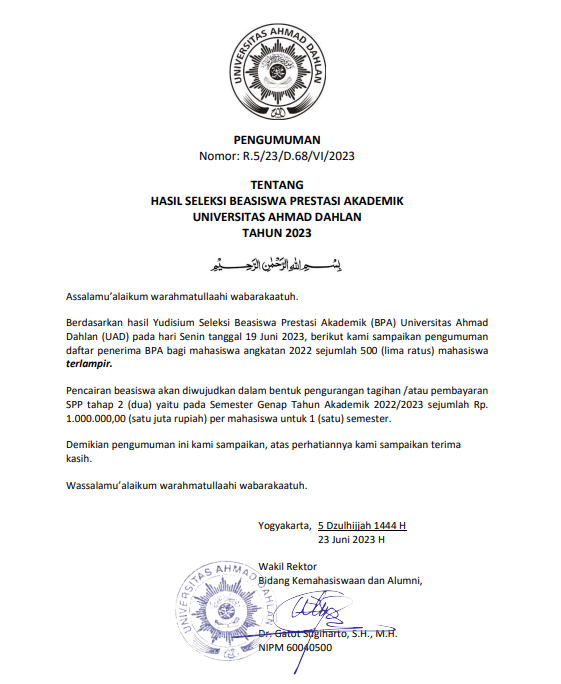 UNIVERSITAS AHMAD DAHLAN
PENGUMUMAN
Nomor: R.5/23/D.68/VI/2023
TENTANG
HASIL SELEKSI BEASISWA PRESTASI AKADEMIK
UNIVERSITAS AHMAD DAHLAN
TAHUN 2023
بسم الله الرحمن الرحيم
Assalamu’alaikum warahmatullaahi wabarakaatuh.
Berdasarkan hasil Yudisium Seleksi Beasiswa Prestasi Akademik (BPA) Universitas Ahmad
Dahlan (UAD) pada hari Senin tanggal 19 Juni 2023, berikut kami sampaikan pengumuman
daftar penerima BPA bagi mahasiswa angkatan 2022 sejumlah 500 (lima ratus) mahasiswa
terlampir.
Pencairan beasiswa akan diwujudkan dalam bentuk pengurangan tagihan /atau pembayaran
SPP tahap 2 (dua) yaitu pada Semester Genap Tahun Akademik 2022/2023 sejumlah Rp.
1.000.000,00 (satu juta rupiah) per mahasiswa untuk 1 (satu) semester.
Demikian pengumuman ini kami sampaikan, atas perhatiannya kami sampaikan terima
kasih.
Wassalamu’alaikum warahmatullaahi wabarakaatuh.
Yogyakarta, 5 Dzulhijjah 1444 H
23 Juni 2023 H
Wakil Rektor
Bidang Kemahasiswaan dan Alumni,
UNIVERSITAS AHMAD DAHLAN
Dr. Gatot Sugiharto, S.H., M.H.
NIPM 60040500